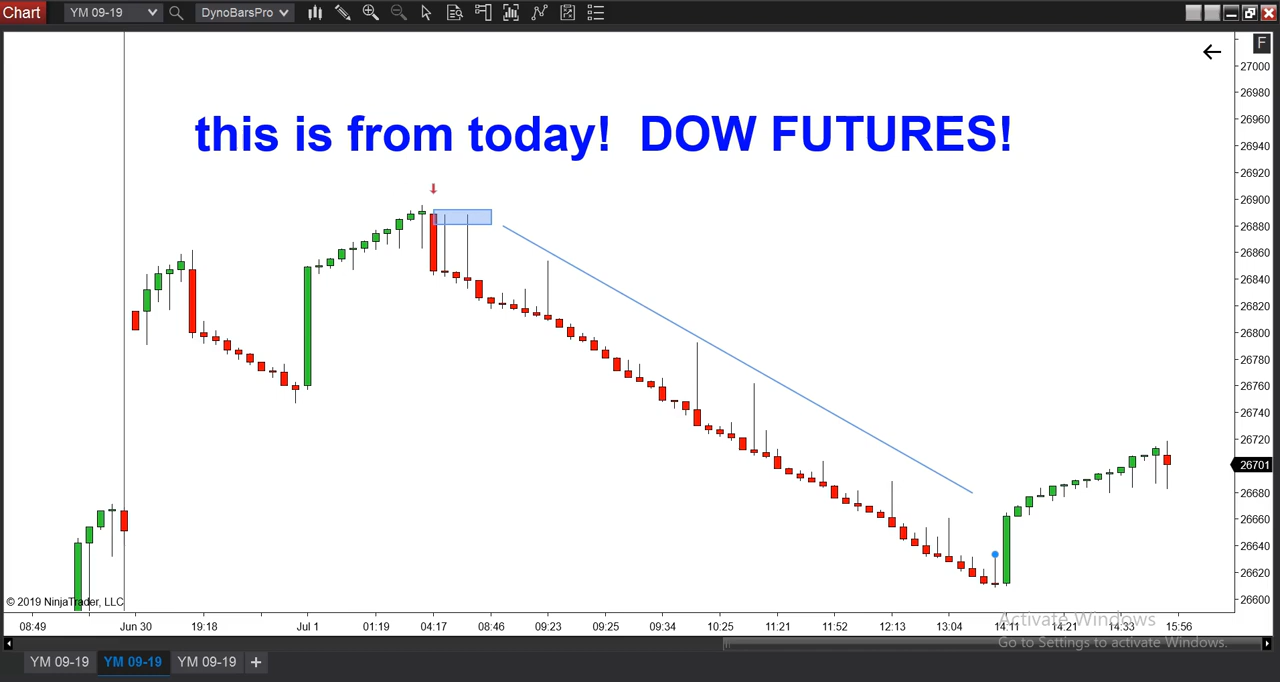 Chart YM 09-19 DynoBarsPro
F
this is from today! DOW FUTURES!
27000
26980
26960
26940
26920
26900
26880
26860
26840
26820
26800
26780
26760
26740
26720
26701
26680
26660
26640
26620
26600
© 2019 NinjaTrader, LLC
08:49 Jun 30 19:18 Jul 1 01:19 04:17 08:46 09:23 09:25 09:34 10:25 11:21 11:52 12:13 13:04 14:11 14:21 14:33 15:56
Activate Windows
Go to Settings to activate Windows.
YM 09-19 YM 09-19 YM 09-19 +